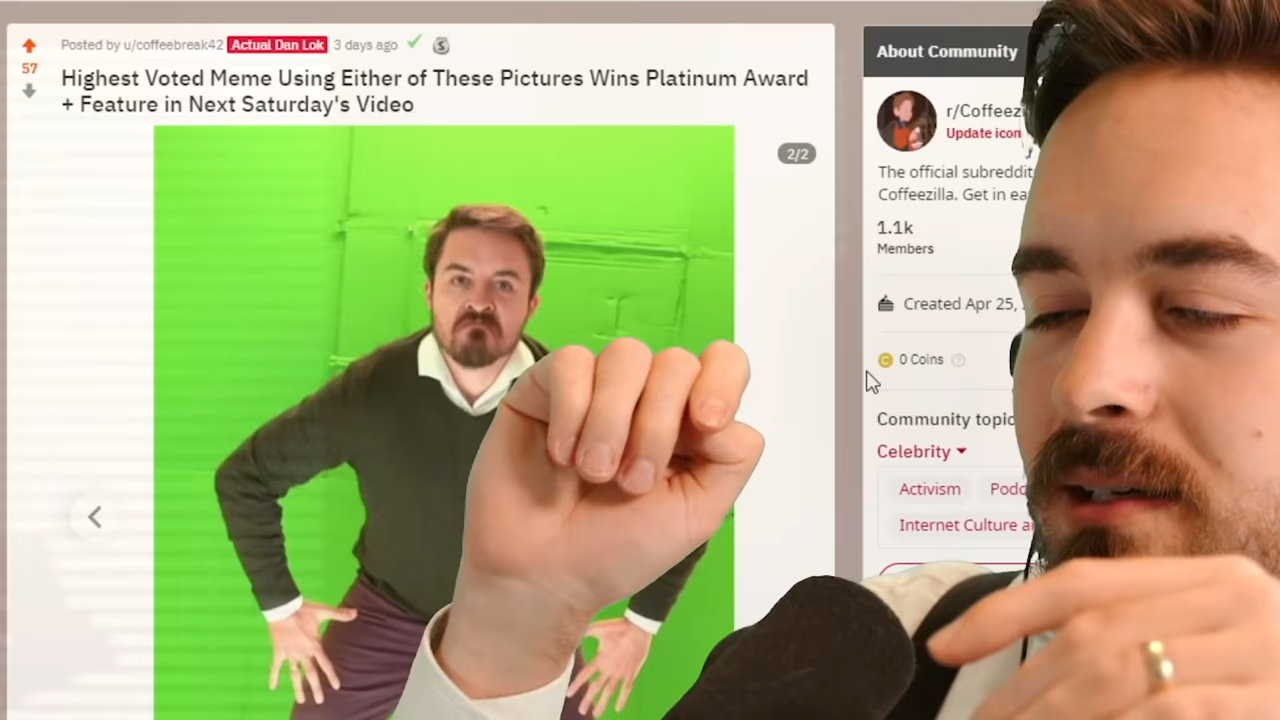 Posted by u/coffeebreak42 Actual Dan Lok 3 days ago
57
Highest Voted Meme Using Either of These Pictures Wins Platinum Award
+ Feature in Next Saturday's Video
2/2
About Community
r/Coffeezi
Update icon
The official subreddit
Coffeezilla. Get in ea
1.1k
Members
Created Apr 25,
0 Coins
Community topic
Celebrity
Activism Podc
Internet Culture a